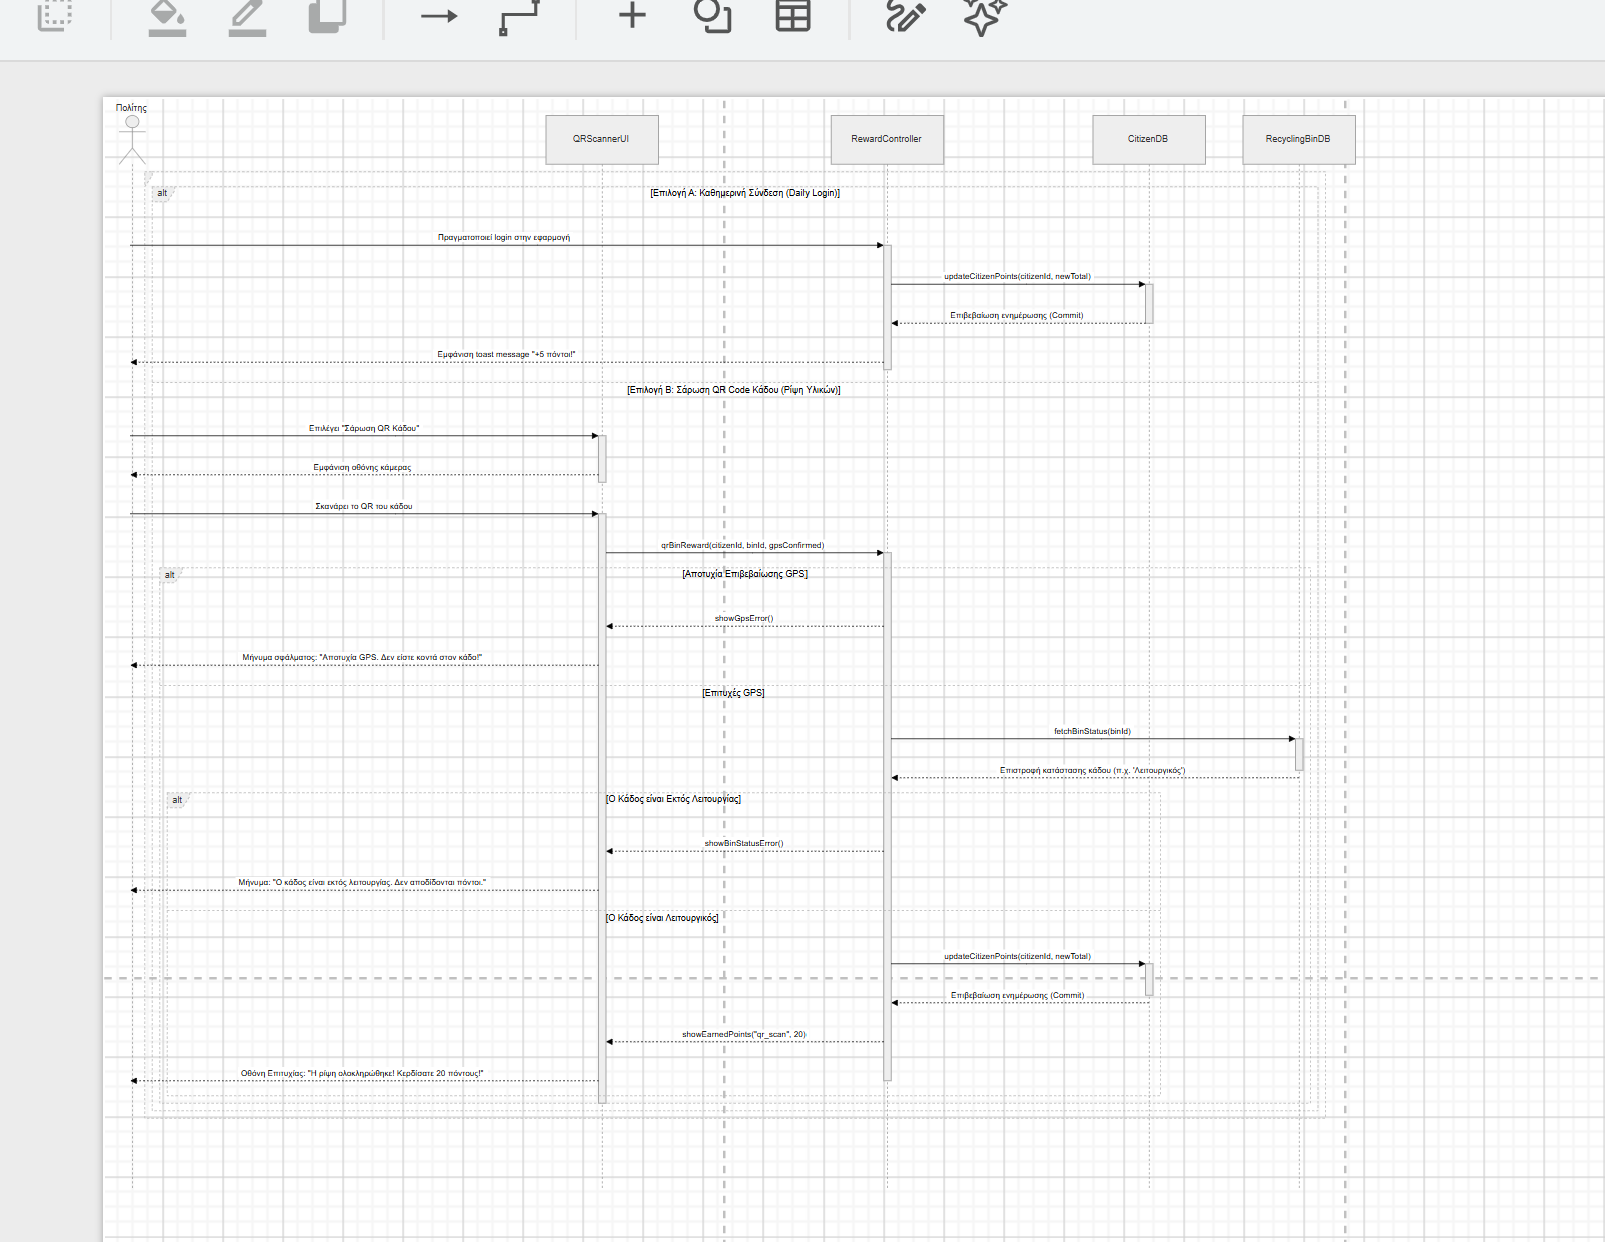 Πολίτης
QRScannerUI
RewardController
CitizenDB
RecyclingBinDB
alt
[Επιλογή Α: Καθημερινή Σύνδεση (Daily Login)]
Πραγματοποιεί login στην εφαρμογή
updateCitizenPoints(citizenId, newTotal)
Επιβεβαίωση ενημέρωσης (Commit)
Εμφάνιση toast message "+5 πόντοι!"
[Επιλογή Β: Σάρωση QR Code Κάδου (Ρίψη Υλικών)]
Επιλέγει "Σάρωση QR Κάδου"
Εμφάνιση οθόνης κάμερας
Σκανάρει το QR του κάδου
qrBinReward(citizenId, binId, gpsConfirmed)
alt
[Αποτυχία Επιβεβαίωσης GPS]
showGpsError()
Μήνυμα σφάλματος: "Αποτυχία GPS. Δεν είστε κοντά στον κάδο!"
[Επιτυχές GPS]
fetchBinStatus(binId)
Επιστροφή κατάστασης κάδου (π.χ. 'Λειτουργικός')
alt
[Ο Κάδος είναι Εκτός Λειτουργίας]
showBinStatusError()
Μήνυμα: "Ο κάδος είναι εκτός λειτουργίας. Δεν αποδίδονται πόντοι."
[Ο Κάδος είναι Λειτουργικός]
updateCitizenPoints(citizenId, newTotal)
Επιβεβαίωση ενημέρωσης (Commit)
showEarnedPoints("qr_scan", 20)
Οθόνη Επιτυχίας: "Η ρίψη ολοκληρώθηκε! Κερδίσατε 20 πόντους!"